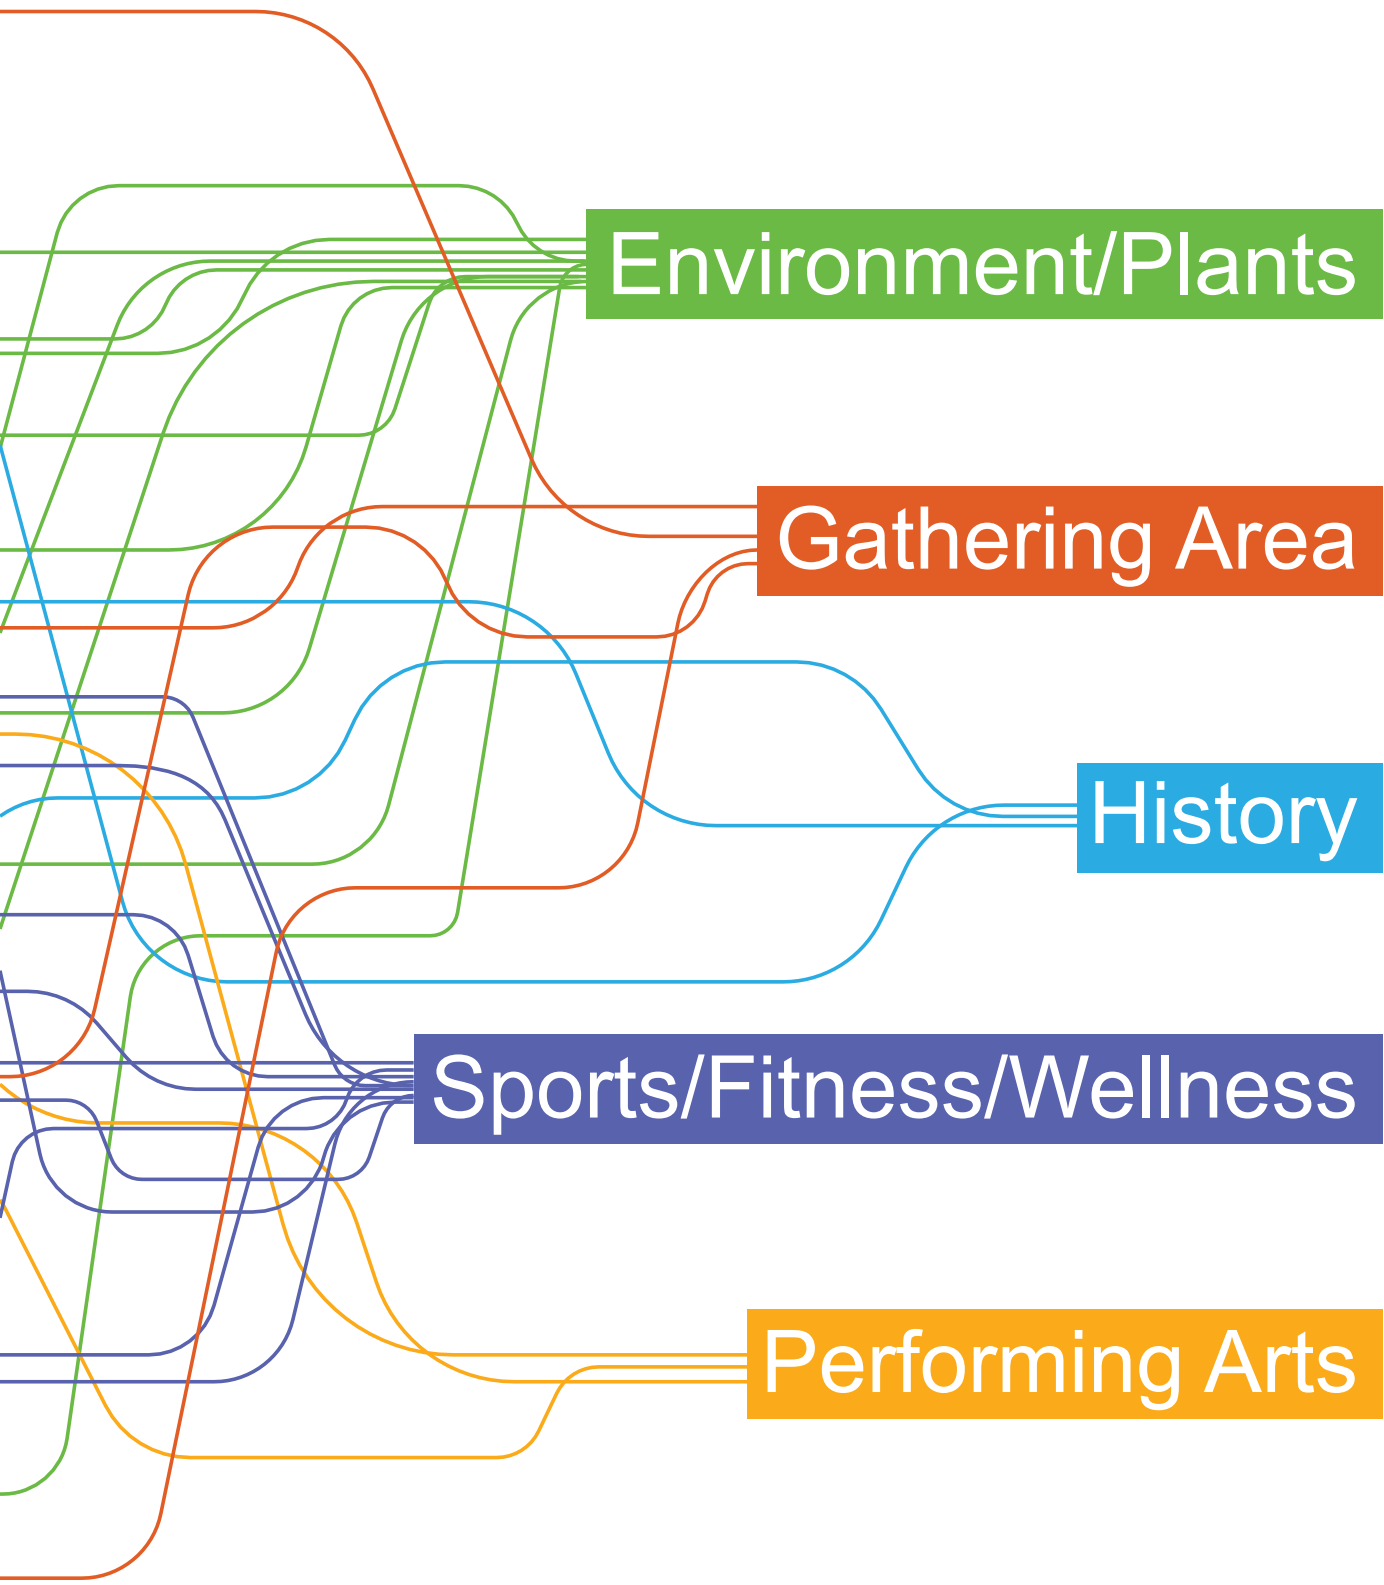 Environment/Plants
Gathering Area
History
Sports/Fitness/Wellness
Performing Arts